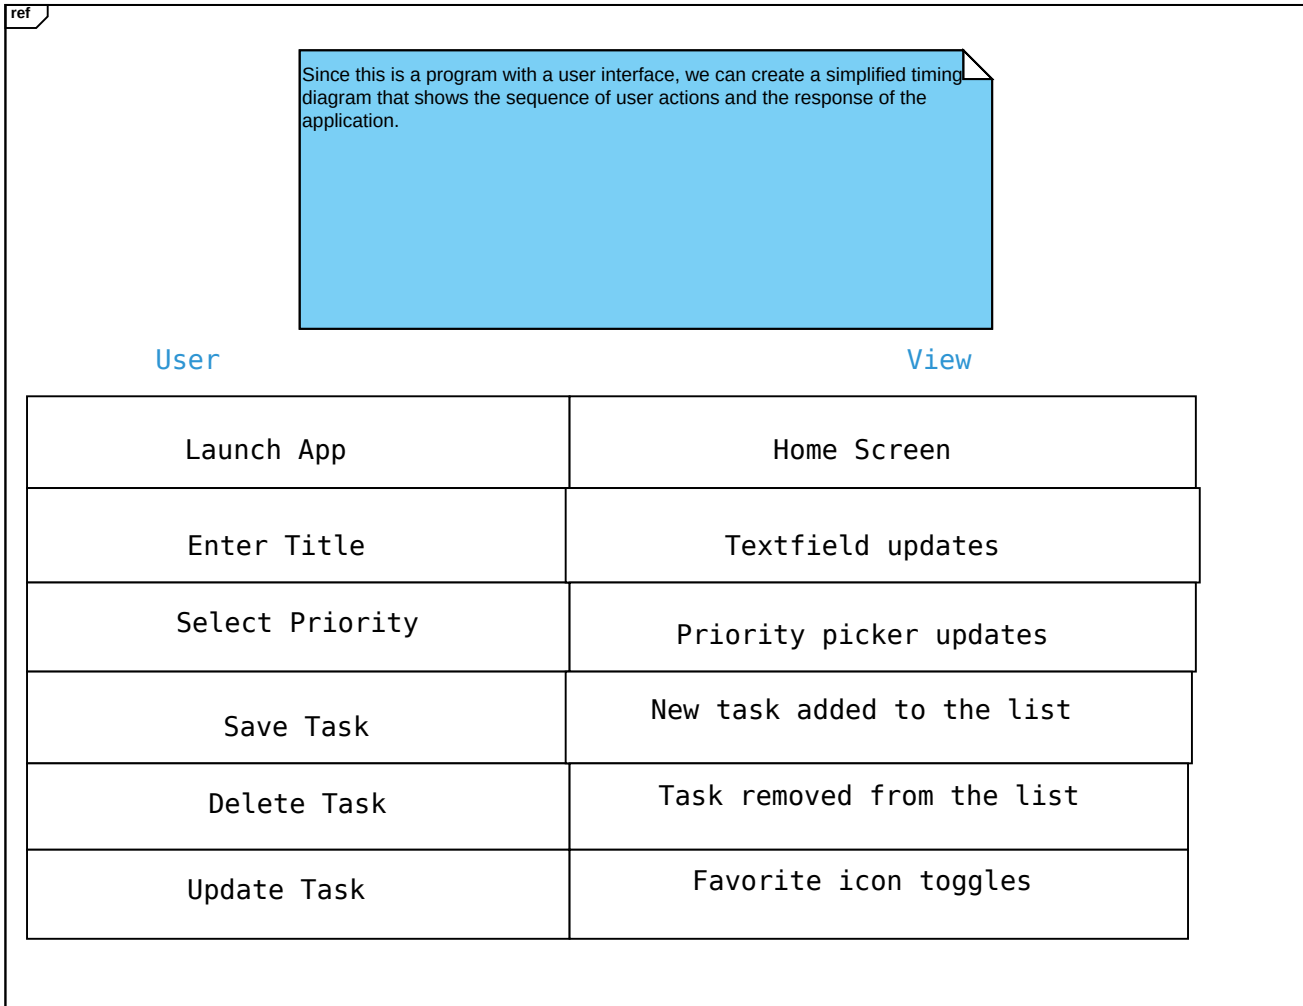 ref
Since this is a program with a user interface, we can create a simplified timing
diagram that shows the sequence of user actions and the response of the
application.
User View
Launch App Home Screen
Enter Title Textfield updates
Select Priority Priority picker updates
Save Task New task added to the list
Delete Task Task removed from the list
Update Task Favorite icon toggles